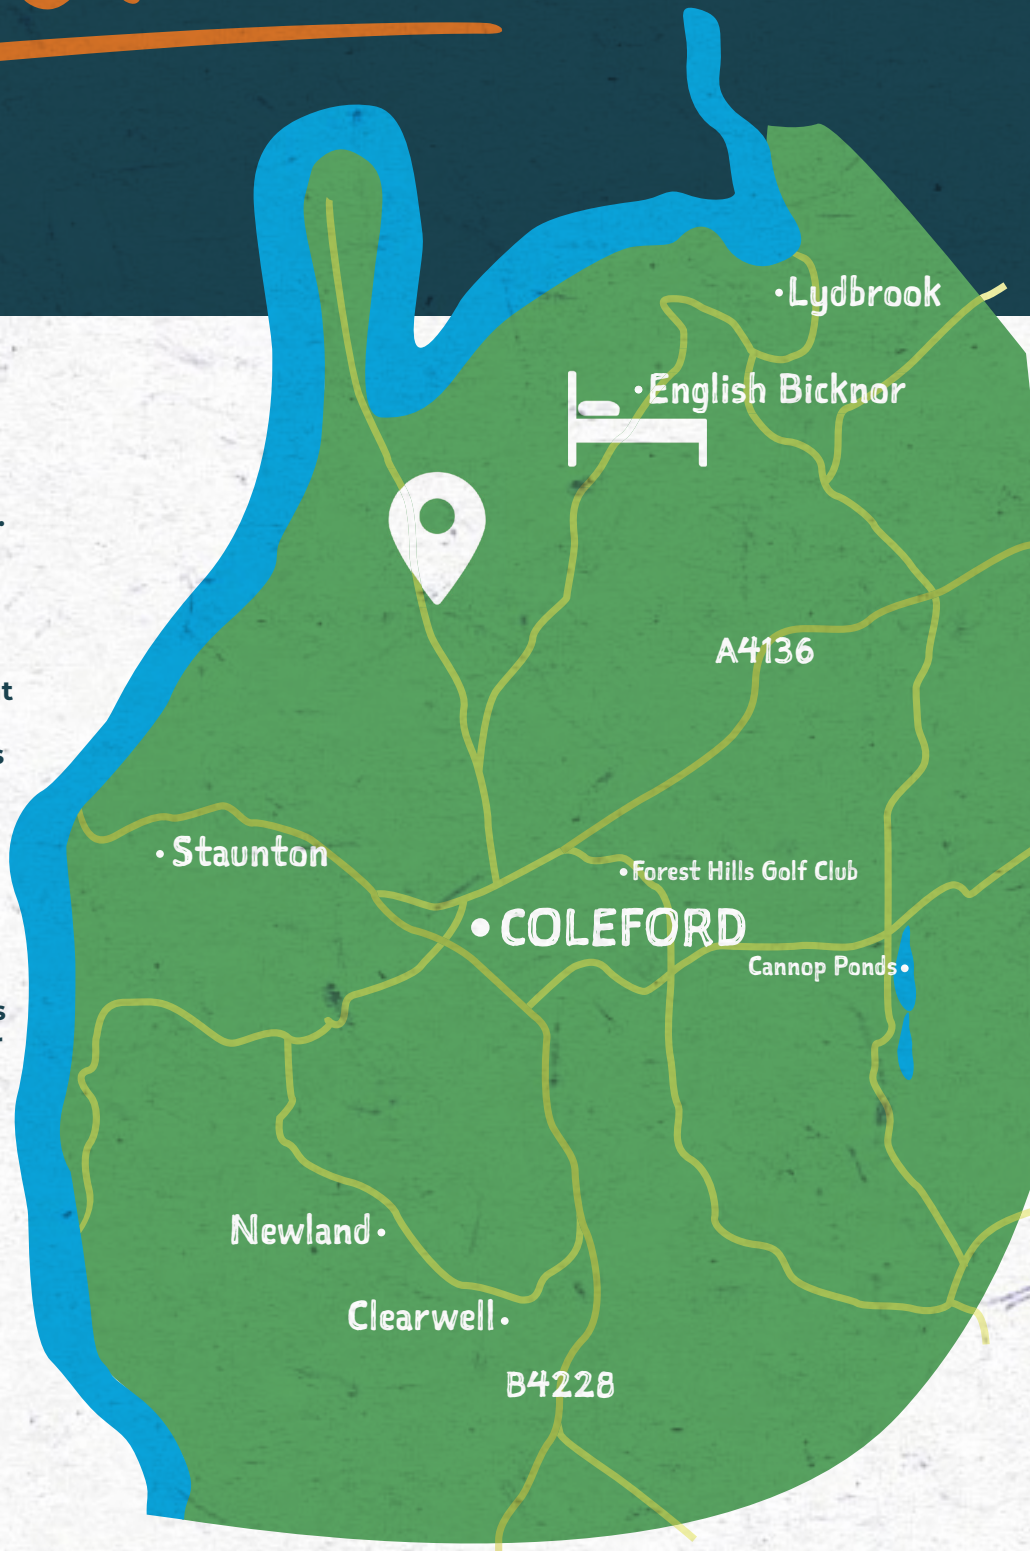 Lydbrook
English Bicknor
t
A4136
s
Staunton
Forest Hills Golf Club
COLEFORD
Cannop Ponds
s
Newland
Clearwell
B4228